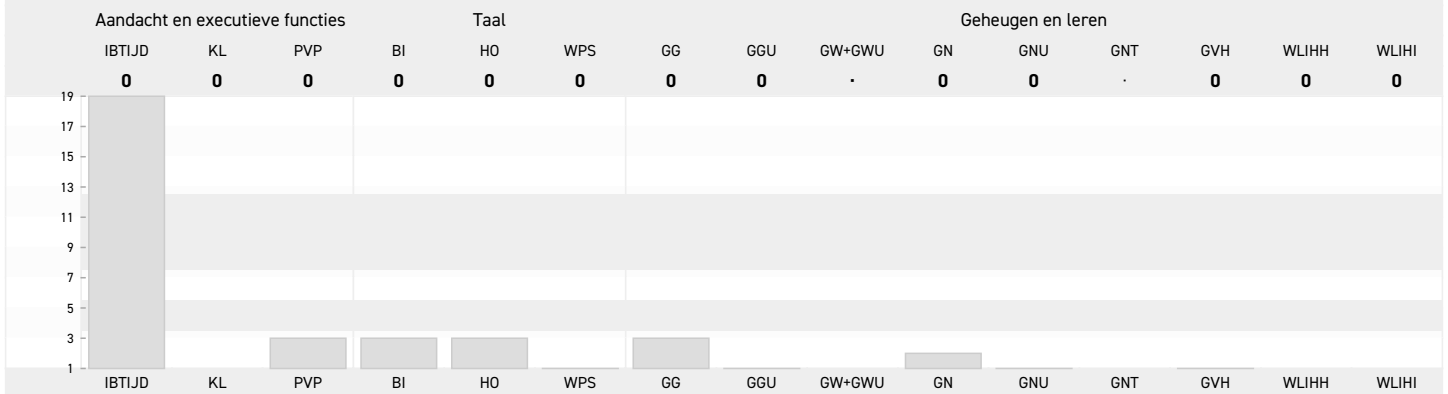 Aandacht en executieve functies Taal Geheugen en leren
IBTIJD KL PVP BI HO WPS GG GGU GW+GWU GN GNU GNT GVH WLIHH WLIHI
0 0 0 0 0 0 0 0 · 0 0 · 0 0 0
19
17
15
13
11
9
7
5
3
1
IBTIJD KL PVP BI HO WPS GG GGU GW+GWU GN GNU GNT GVH WLIHH WLIHI